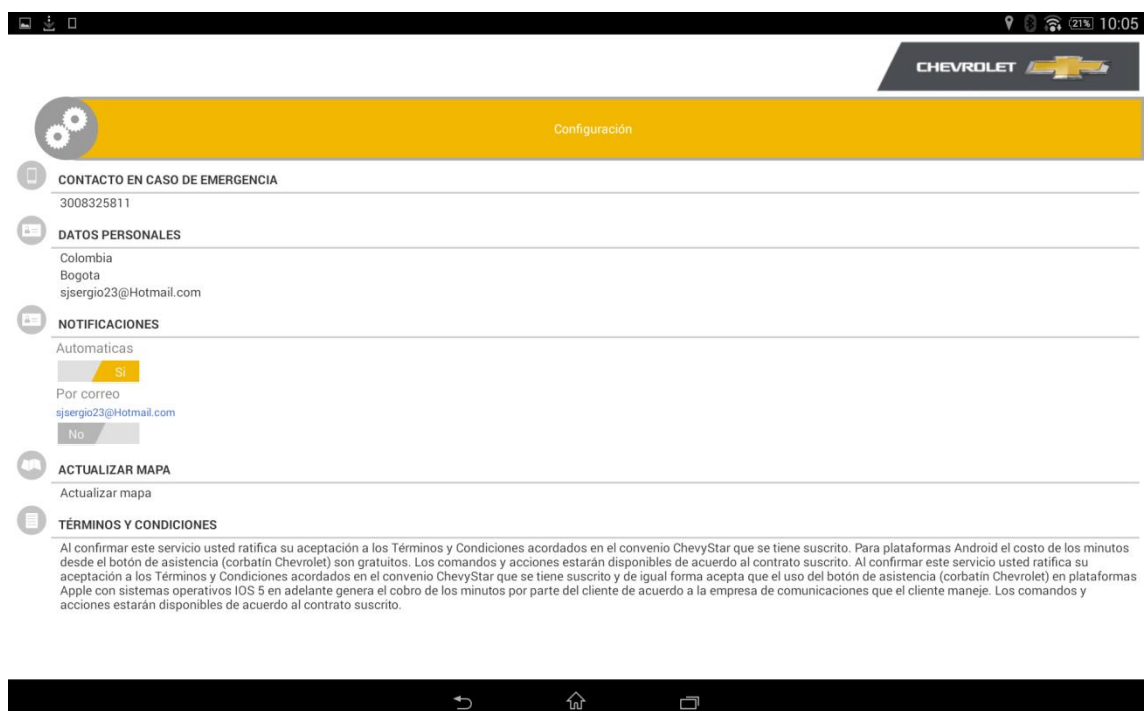 21% 10:05
CHEVROLET
Configuración
CONTACTO EN CASO DE EMERGENCIA
3008325811
DATOS PERSONALES
Colombia
Bogota
sjsergio23@Hotmail.com
NOTIFICACIONES
Automaticas
Si
Por correo
sjsergio23@Hotmail.com
No
ACTUALIZAR MAPA
Actualizar mapa
TÉRMINOS Y CONDICIONES
Al confirmar este servicio usted ratifica su aceptación a los Términos y Condiciones acordados en el convenio ChevyStar que se tiene suscrito. Para plataformas Android el costo de los minutos
desde el botón de asistencia (corbatín Chevrolet) son gratuitos. Los comandos y acciones estarán disponibles de acuerdo al contrato suscrito. Al confirmar este servicio usted ratifica su
aceptación a los Términos y Condiciones acordados en el convenio ChevyStar que se tiene suscrito y de igual forma acepta que el uso del botón de asistencia (corbatín Chevrolet) en plataformas
Apple con sistemas operativos IOS 5 en adelante genera el cobro de los minutos por parte del cliente de acuerdo a la empresa de comunicaciones que el cliente maneje. Los comandos y
acciones estarán disponibles de acuerdo al contrato suscrito.